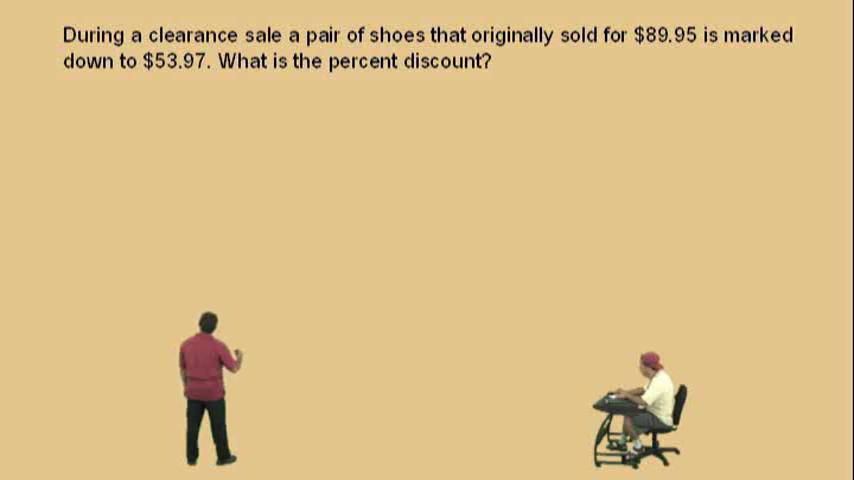 During a clearance sale a pair of shoes that originally sold for $89.95 is marked
down to $53.97. What is the percent discount?